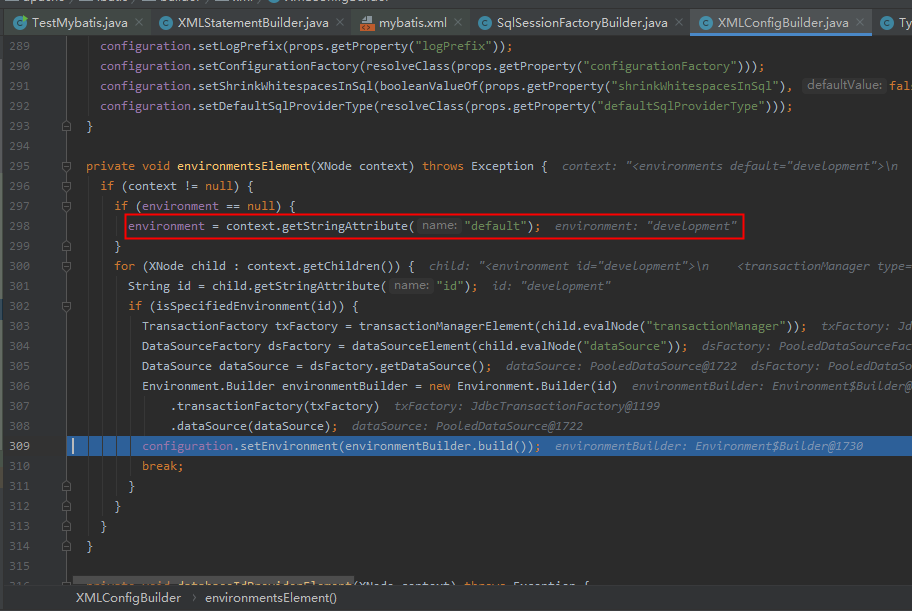 TestMybatis.java XMLStatementBuilder.java mybatis.xml SqlSessionFactoryBuilder.java XMLConfigBuilder.java Ty
289 configuration.setLogPrefix(props.getProperty("logPrefix"));
290 configuration.setConfigurationFactory(resolveClass(props.getProperty("configurationFactory")));
291 configuration.setShrinkWhitespacesInSql(booleanValueOf(props.getProperty("shrinkWhitespacesInSql"), defaultValue: fal
292 configuration.setDefaultSqlProviderType(resolveClass(props.getProperty("defaultSqlProviderType")));
293 }
294
295 private void environmentsElement(XNode context) throws Exception { context: "<environments default="development">\n
296 if (context != null) {
297 if (environment == null) {
298 environment = context.getStringAttribute( name: "default"); environment: "development"
299 }
300 for (XNode child : context.getChildren()) { child: "<environment id="development">\n <transactionManager type=
301 String id = child.getStringAttribute( name: "id"); id: "development"
302 if (isSpecifiedEnvironment(id)) {
303 TransactionFactory txFactory = transactionManagerElement(child.evalNode("transactionManager")); txFactory: Jd
304 DataSourceFactory dsFactory = dataSourceElement(child.evalNode("dataSource")); dsFactory: PooledDataSourceFac
305 DataSource dataSource = dsFactory.getDataSource(); dataSource: PooledDataSource@1722 dsFactory: PooledDataSo
306 Environment.Builder environmentBuilder = new Environment.Builder(id) environmentBuilder: Environment$Builder@
307 .transactionFactory(txFactory) txFactory: JdbcTransactionFactory@1199
308 .dataSource(dataSource); dataSource: PooledDataSource@1722
309 configuration.setEnvironment(environmentBuilder.build()); environmentBuilder: Environment$Builder@1730
310 break;
311 }
312 }
313 }
314 }
315
316 private void databaseIdProviderElement(XNode context) throws Exception {
XMLConfigBuilder › environmentsElement()